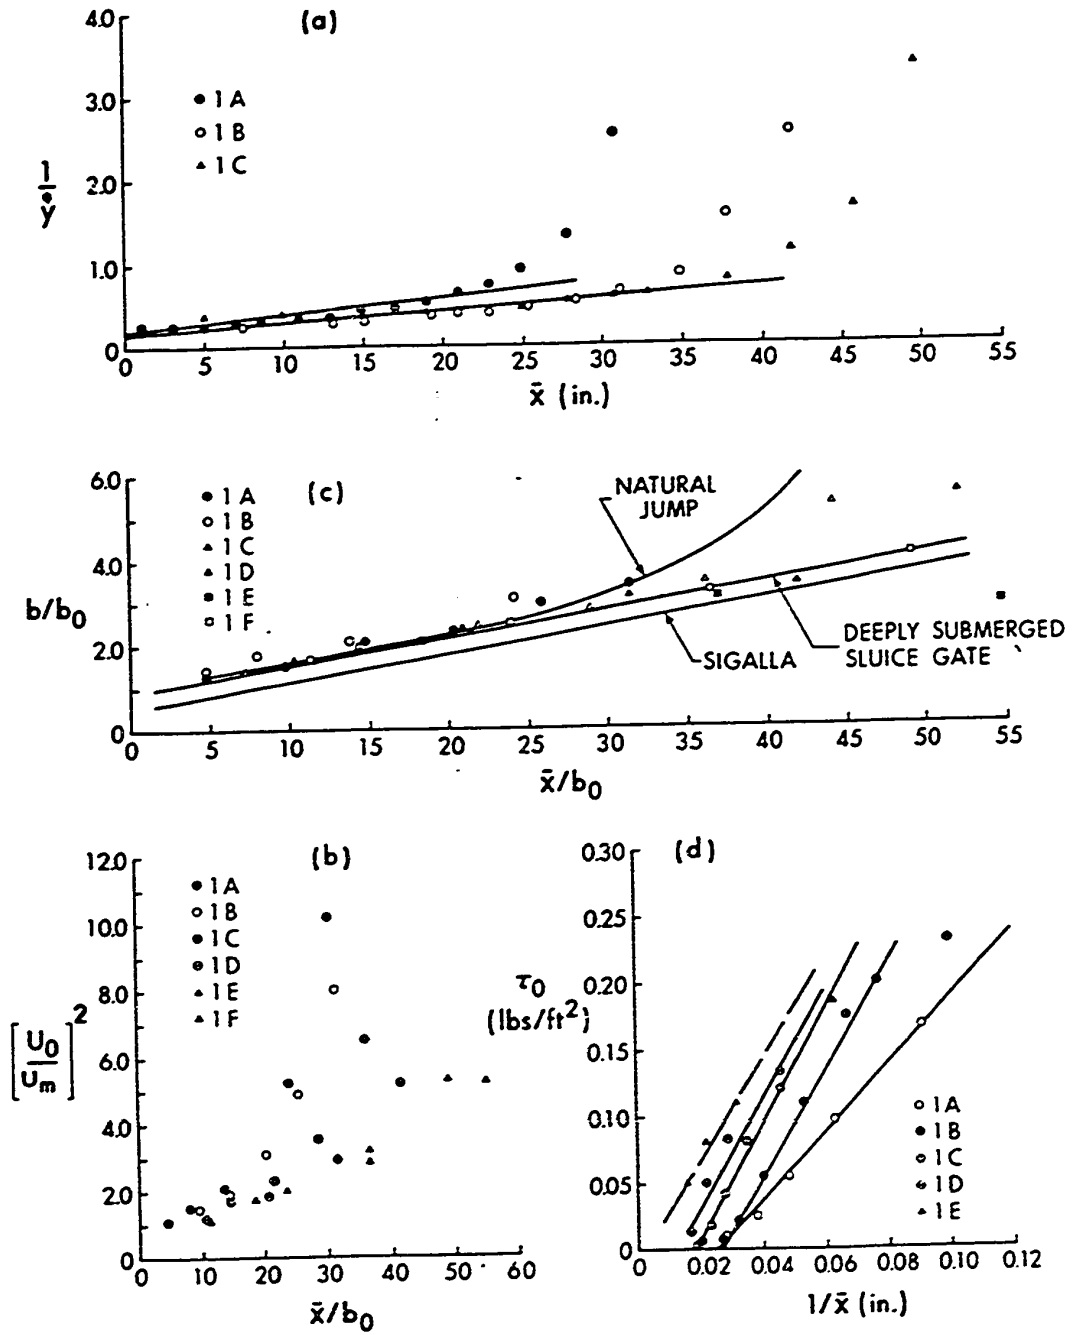 (a)
4.0
3.0
2.0
1.0
0
1
ẏ
1A
1B
1C
0 5 10 15 20 25 30 35 40 45 50 55
x̄ (in.)
(c)
6.0
4.0
2.0
0
b/b₀
1A
1B
1C
1D
1E
1F
NATURAL
JUMP
SIGALLA
DEEPLY SUBMERGED
SLUICE GATE
0 5 10 15 20 25 30 35 40 45 50 55
x̄/b₀
(b)
12.0
10.0
8.0
6.0
4.0
2.0
0
[U₀/u_m]²
1A
1B
1C
1D
1E
1F
0 10 20 30 40 50 60
x̄/b₀
(d)
0.30
0.25
0.20
0.15
0.10
0.05
0
τ₀
(lbs/ft²)
1A
1B
1C
1D
1E
0 0.02 0.04 0.06 0.08 0.10 0.12
1/x̄ (in.)